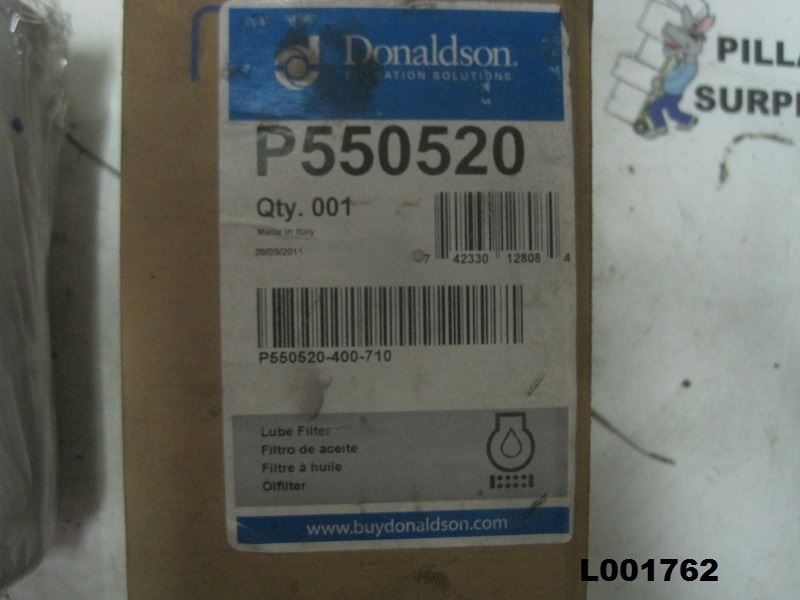 Donaldson.
FILTRATION SOLUTIONS
P550520
Qty. 001
Made in Italy
26/05/2011
7 42330 12808 4
P550520-400-710
Lube Filter
Filtro de aceite
Filtre à huile
Ölfilter
www.buydonaldson.com
PILLA
SURPL
L001762